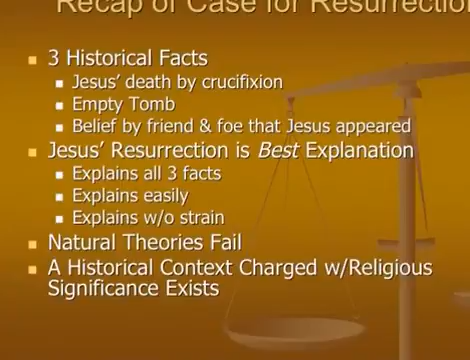 Recap of Case for Resurrection
3 Historical Facts
Jesus' death by crucifixion
Empty Tomb
Belief by friend & foe that Jesus appeared
Jesus' Resurrection is Best Explanation
Explains all 3 facts
Explains easily
Explains w/o strain
Natural Theories Fail
A Historical Context Charged w/Religious
Significance Exists